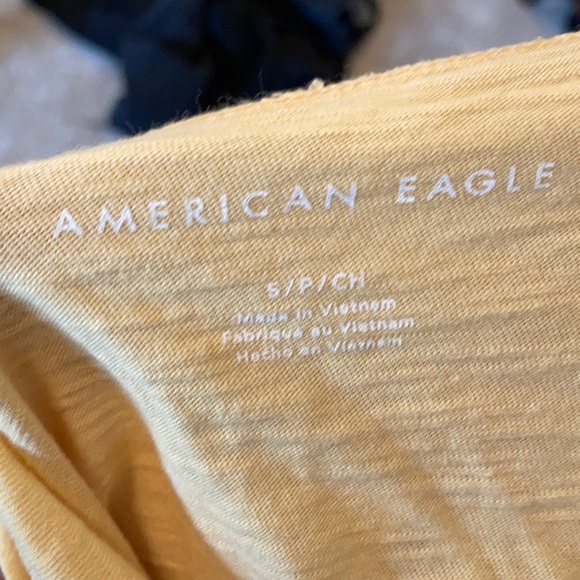 AMERICAN EAGLE
S/P/CH
Made in Vietnam
Fabriqué au Vietnam
Hecho en Vietnam